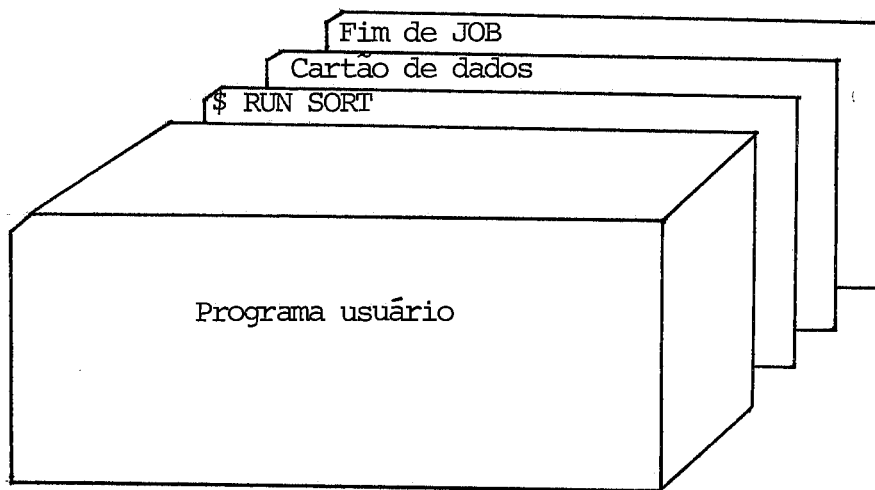 Fim de JOB
Cartão de dados
$ RUN SORT
Programa usuário